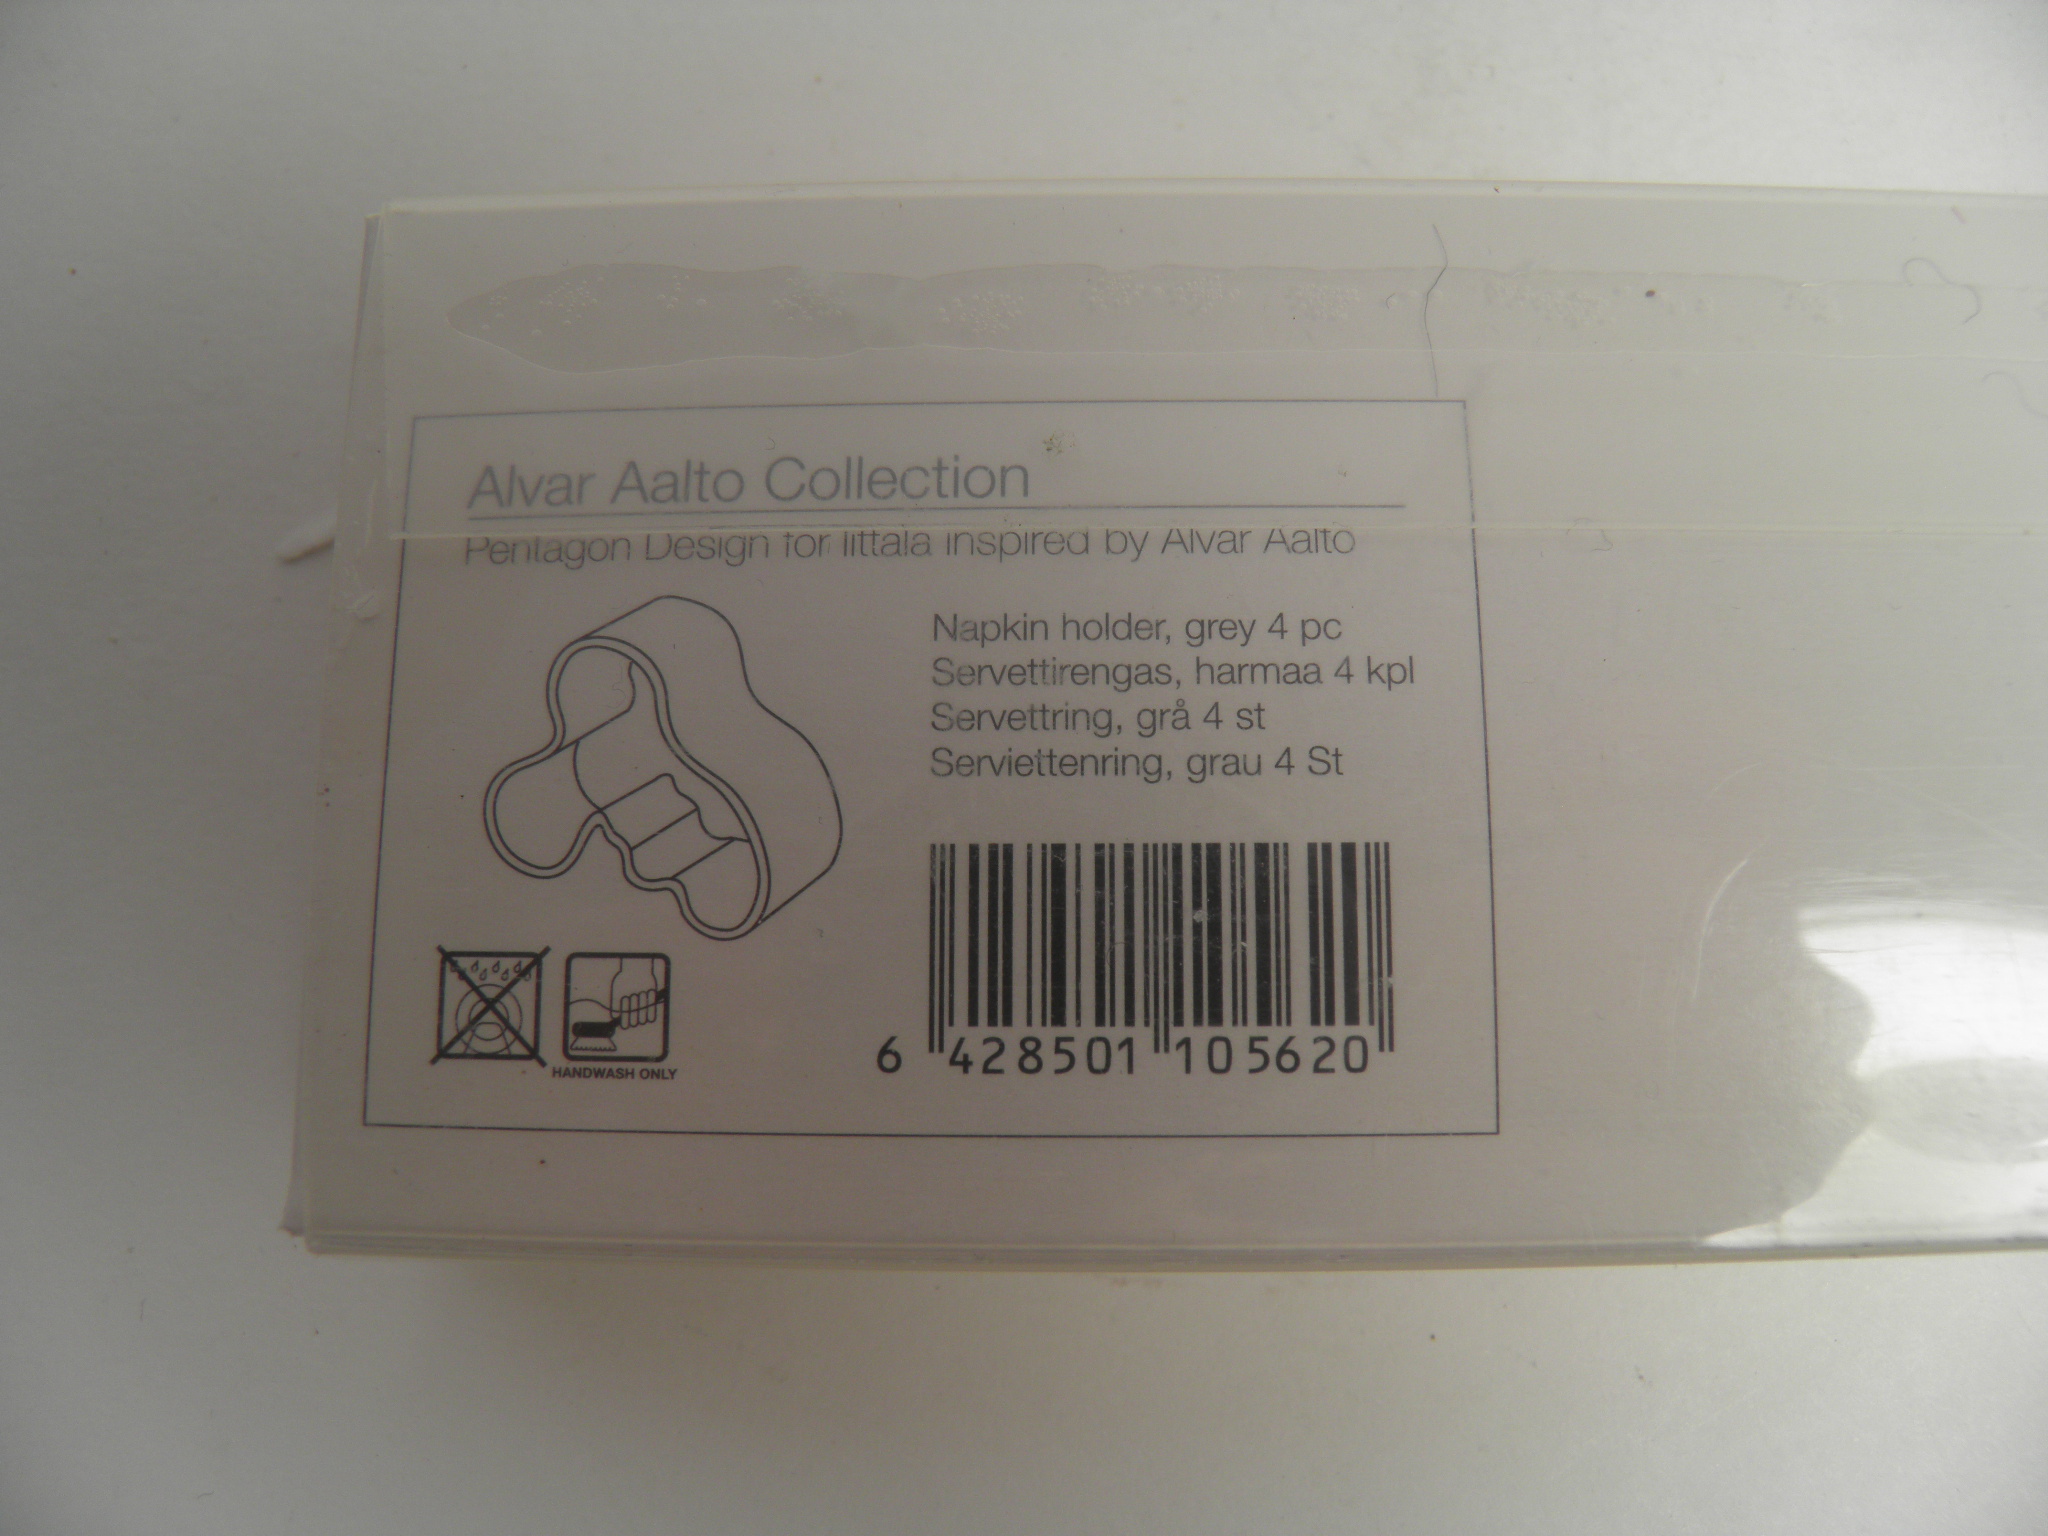 Alvar Aalto Collection
Pentagon Design for Iittala inspired by Alvar Aalto
Napkin holder, grey 4 pc
Servettirengas, harmaa 4 kpl
Servettring, grå 4 st
Serviettenring, grau 4 St
HANDWASH ONLY
6 428501 105620